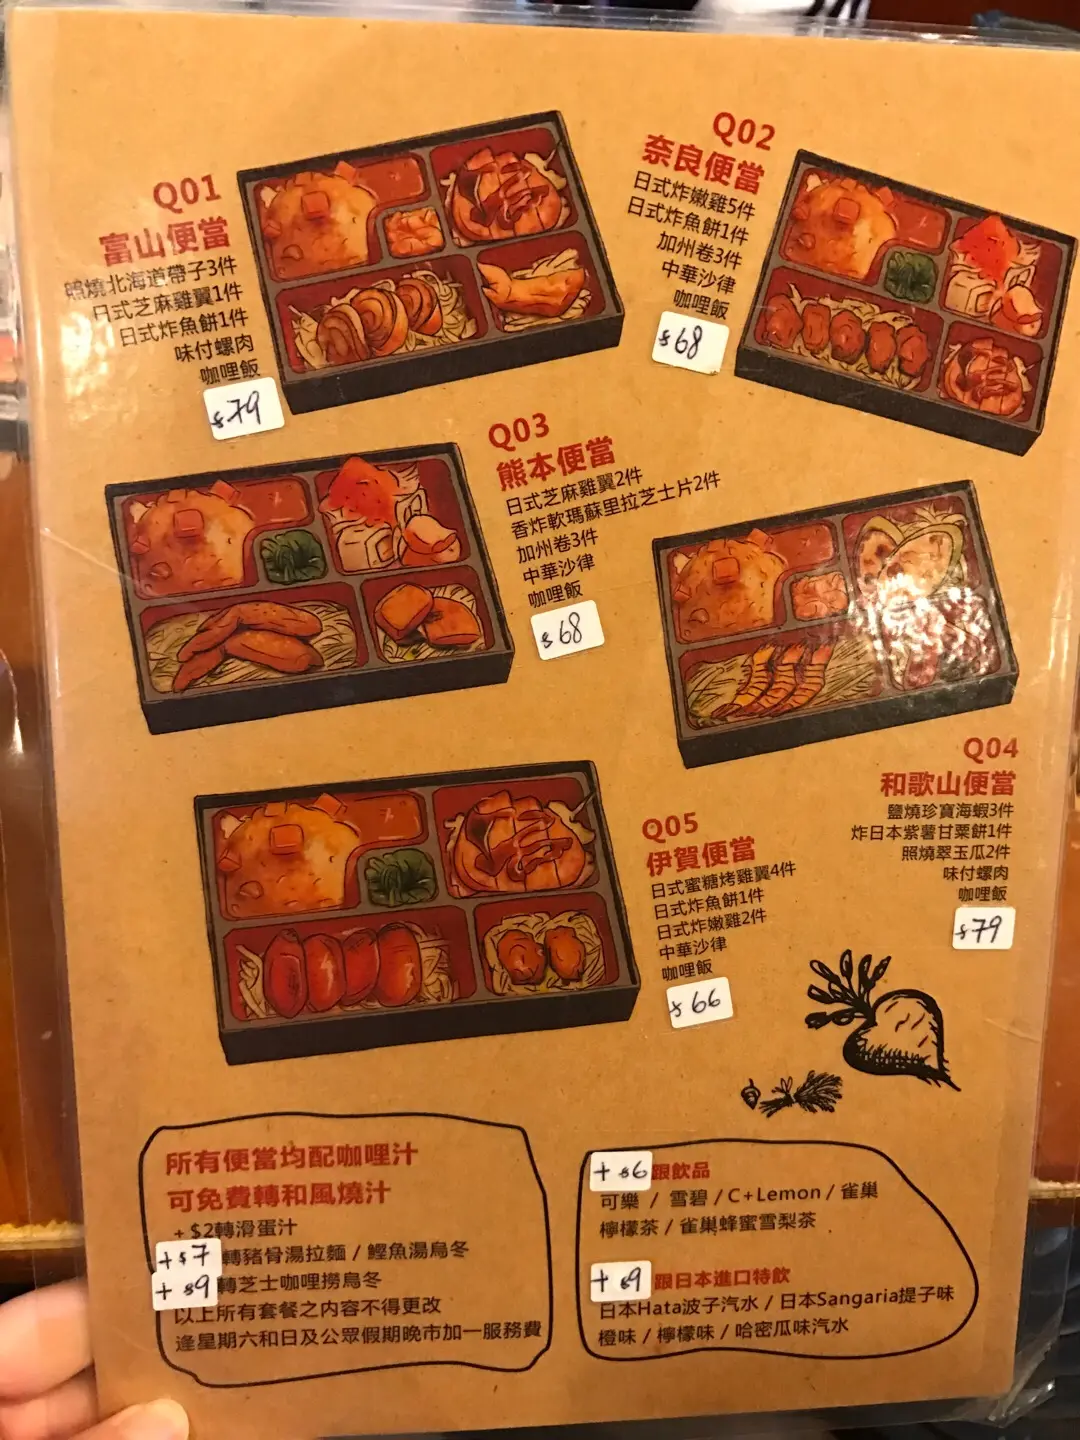 Q01
富山便當
照燒北海道帶子3件
日式芝麻雞翼1件
日式炸魚餅1件
味付螺肉
咖哩飯
$79
Q02
奈良便當
日式炸嫩雞5件
日式炸魚餅1件
加州卷3件
中華沙律
咖哩飯
$68
Q03
熊本便當
日式芝麻雞翼2件
香炸軟瑪蘇里拉芝士片2件
加州卷3件
中華沙律
咖哩飯
$68
Q04
和歌山便當
鹽燒珍寶海蝦3件
炸日本紫薯甘栗餅1件
照燒翠玉瓜2件
味付螺肉
咖哩飯
$79
Q05
伊賀便當
日式蜜糖烤雞翼4件
日式炸魚餅1件
日式炸嫩雞2件
中華沙律
咖哩飯
$66
所有便當均配咖哩汁
可免費轉和風燒汁
+ $2轉滑蛋汁
+ $7 轉豬骨湯拉麵 / 鰹魚湯烏冬
+ $9 轉芝士咖哩撈烏冬
以上所有套餐之內容不得更改
逢星期六和日及公眾假期晚市加一服務費
+ $6 跟飲品
可樂 / 雪碧 / C+Lemon / 雀巢
檸檬茶 / 雀巢蜂蜜雪梨茶
+ $9 跟日本進口特飲
日本Hata波子汽水 / 日本Sangaria提子味
橙味 / 檸檬味 / 哈密瓜味汽水